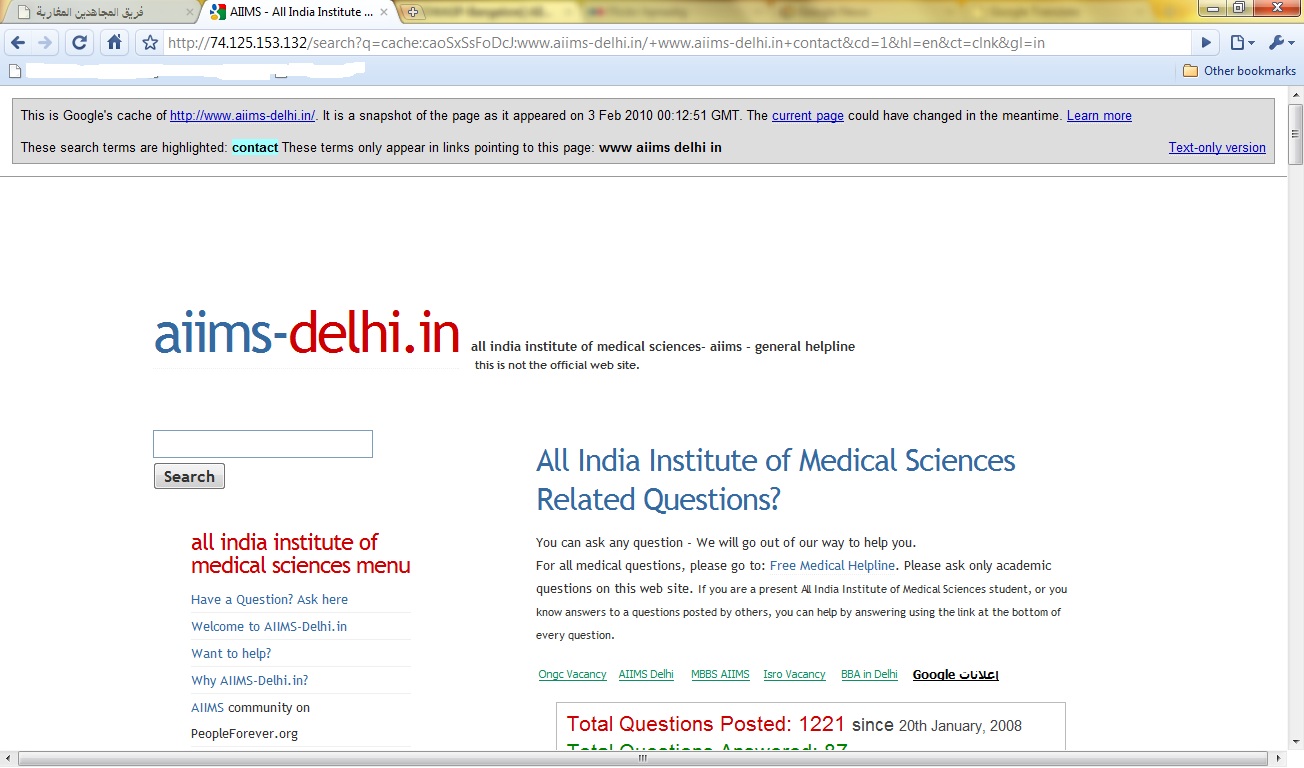 فريق المجاهدين المغاربة
AIIMS - All India Institute ...
http://74.125.153.132/search?q=cache:caoSxSsFoDcJ:www.aiims-delhi.in/+www.aiims-delhi.in+contact&cd=1&hl=en&ct=clnk&gl=in
Other bookmarks
This is Google's cache of http://www.aiims-delhi.in/. It is a snapshot of the page as it appeared on 3 Feb 2010 00:12:51 GMT. The current page could have changed in the meantime. Learn more
These search terms are highlighted: contact These terms only appear in links pointing to this page: www aiims delhi in
Text-only version
aiims-delhi.in all india institute of medical sciences- aiims - general helpline
this is not the official web site.
Search
all india institute of
medical sciences menu
Have a Question? Ask here
Welcome to AIIMS-Delhi.in
Want to help?
Why AIIMS-Delhi.in?
AIIMS community on
PeopleForever.org
All India Institute of Medical Sciences
Related Questions?
You can ask any question - We will go out of our way to help you.
For all medical questions, please go to: Free Medical Helpline. Please ask only academic
questions on this web site. If you are a present All India Institute of Medical Sciences student, or you
know answers to a questions posted by others, you can help by answering using the link at the bottom of
every question.
Ongc Vacancy AIIMS Delhi MBBS AIIMS Isro Vacancy BBA in Delhi إعلانات Google
Total Questions Posted: 1221 since 20th January, 2008
Total Questions Answered: 87